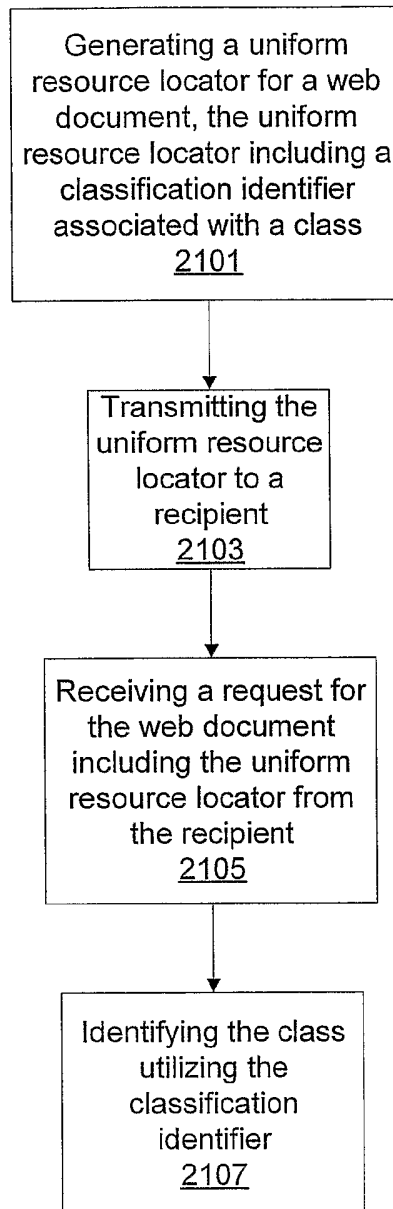 Generating a uniform
resource locator for a web
document, the uniform
resource locator including a
classification identifier
associated with a class
2101
Transmitting the
uniform resource
locator to a
recipient
2103
Receiving a request for
the web document
including the uniform
resource locator from
the recipient
2105
Identifying the class
utilizing the
classification
identifier
2107